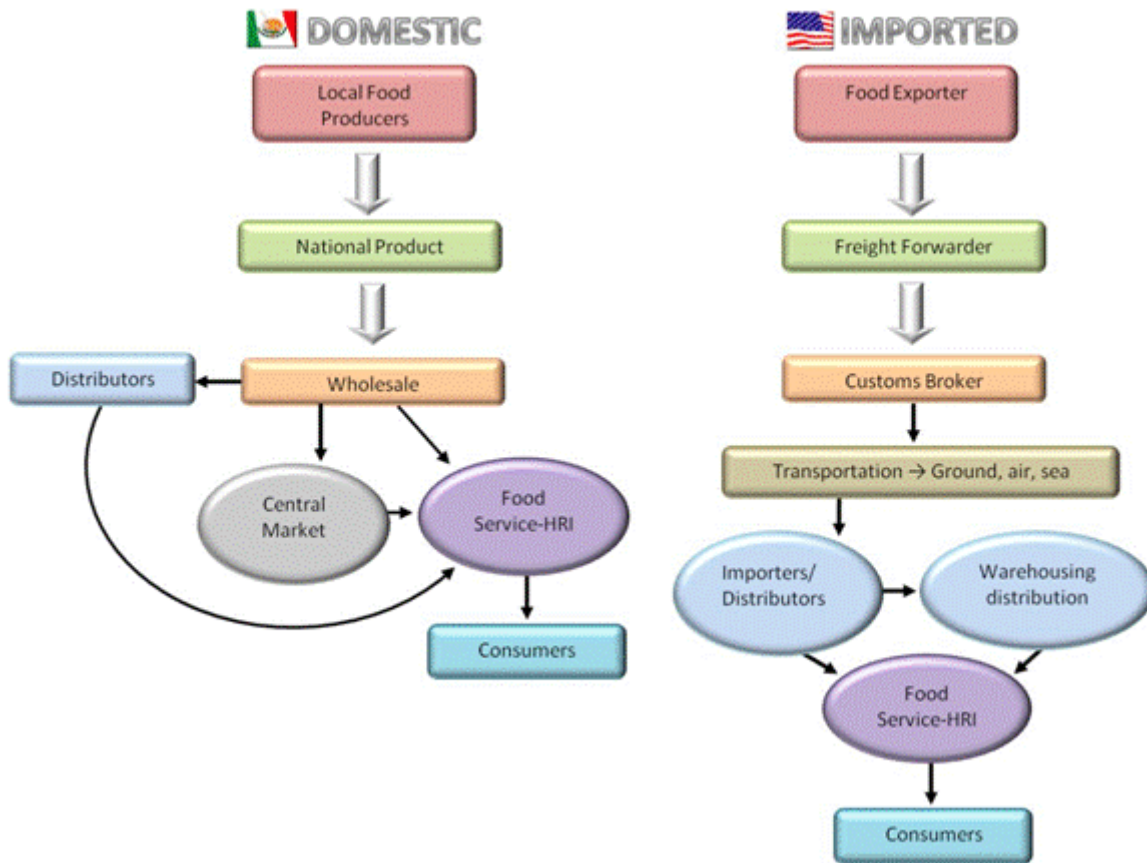 DOMESTIC
Local Food
Producers
National Product
Distributors
Wholesale
Central
Market
Food
Service-HRI
Consumers
IMPORTED
Food Exporter
Freight Forwarder
Customs Broker
Transportation → Ground, air, sea
Importers/
Distributors
Warehousing
distribution
Food
Service-HRI
Consumers